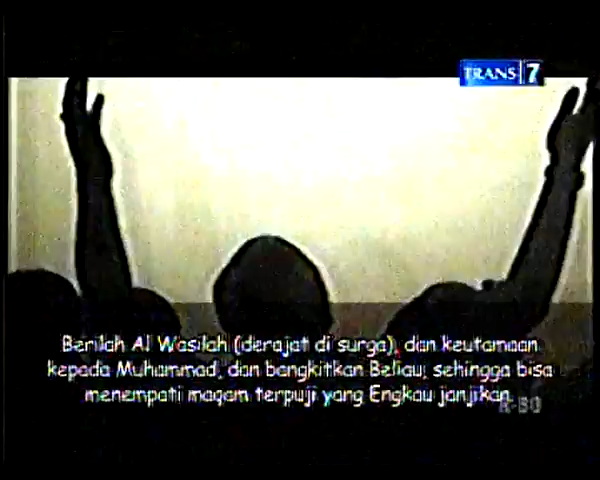 TRANS 7
Berilah Al Wasilah (derajat di surga), dan keutamaan
kepada Muhammad, dan bangkitkan Beliau, sehingga bisa
menempati maqam terpuji yang Engkau janjikan.
R-BO